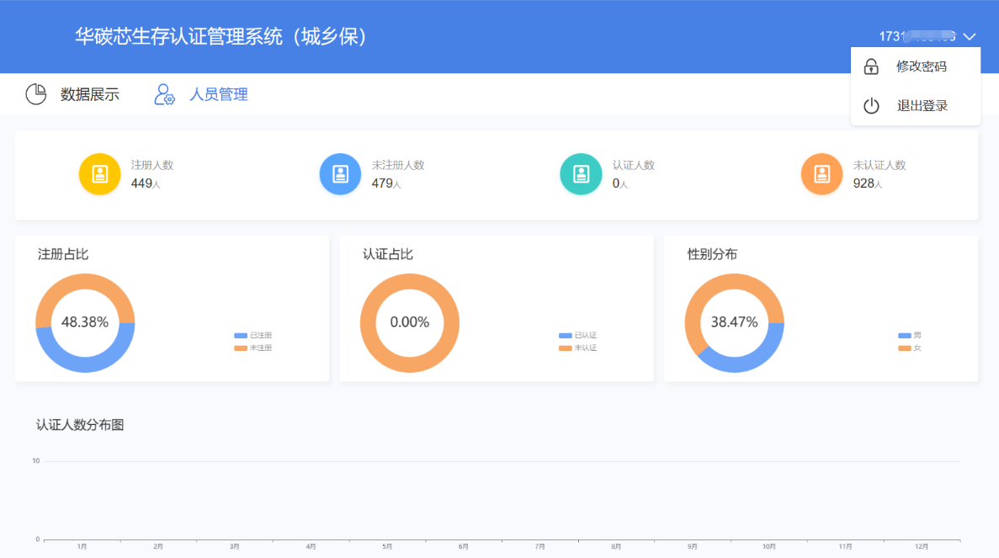 华碳芯生存认证管理系统（城乡保）
1731
修改密码
退出登录
数据展示
人员管理
注册人数
449人
未注册人数
479人
认证人数
0人
未认证人数
928人
注册占比
48.38%
已注册
未注册
认证占比
0.00%
已认证
未认证
性别分布
38.47%
男
女
认证人数分布图
10
0
1月 2月 3月 4月 5月 6月 7月 8月 9月 10月 11月 12月